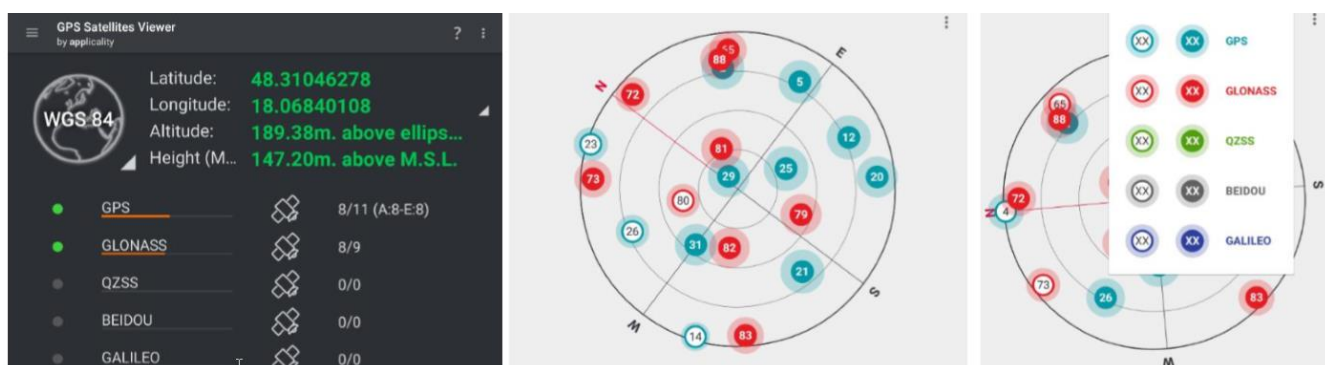 GPS Satellites Viewer
by applicality
?
WGS 84
Latitude: 48.31046278
Longitude: 18.06840108
Altitude: 189.38m. above ellips...
Height (M... 147.20m. above M.S.L.
GPS 8/11 (A:8-E:8)
GLONASS 8/9
QZSS 0/0
BEIDOU 0/0
GALILEO 0/0
E
65
88
5
N
72
12
23
81
25
73
29
20
80
79
26
31
82
21
S
W
14
83
XX XX GPS
65
XX XX GLONASS
88
XX XX QZSS
S
72
XX XX BEIDOU
N
4
XX XX GALILEO
73
26
83
W